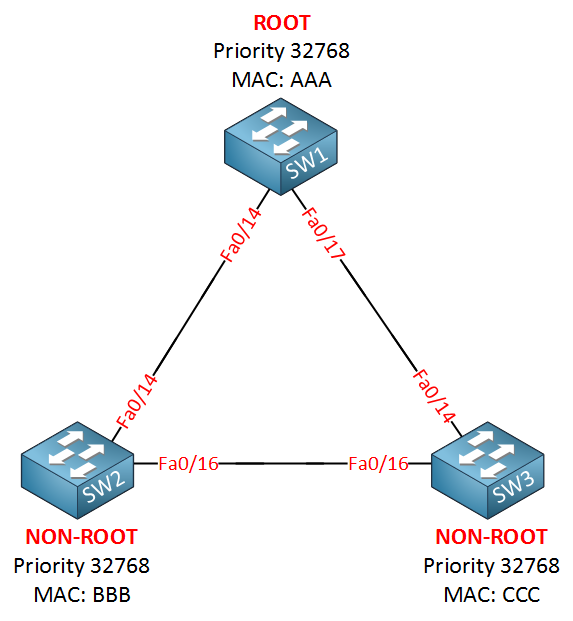 ROOT
Priority 32768
MAC: AAA
SW1
Fa0/14
Fa0/17
Fa0/14
Fa0/14
Fa0/16
Fa0/16
SW2
SW3
NON-ROOT
Priority 32768
MAC: BBB
NON-ROOT
Priority 32768
MAC: CCC